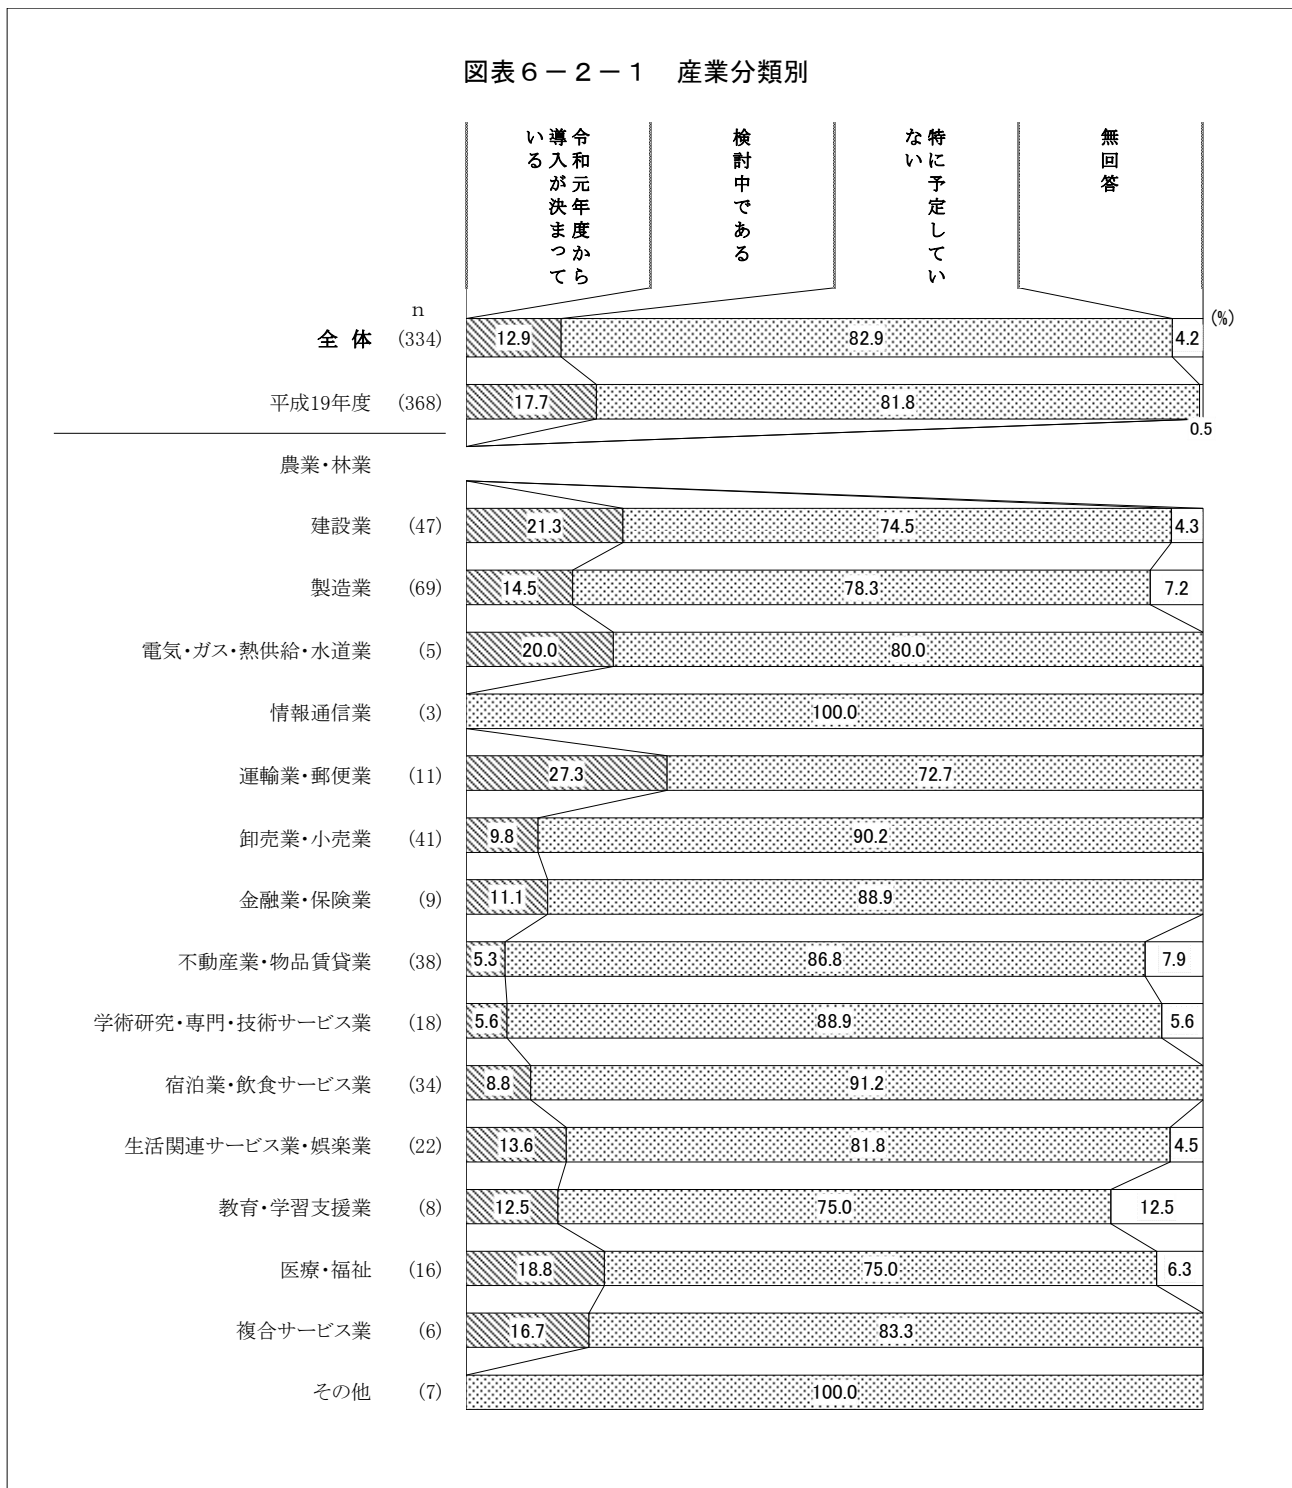 図表６－２－１　産業分類別
令和元年度から
導入が決まって
いる
検討中である
特に予定してい
ない
無回答
n
(%)
全 体 (334) 12.9 82.9 4.2
平成19年度 (368) 17.7 81.8 0.5
農業・林業
建設業 (47) 21.3 74.5 4.3
製造業 (69) 14.5 78.3 7.2
電気・ガス・熱供給・水道業 (5) 20.0 80.0
情報通信業 (3) 100.0
運輸業・郵便業 (11) 27.3 72.7
卸売業・小売業 (41) 9.8 90.2
金融業・保険業 (9) 11.1 88.9
不動産業・物品賃貸業 (38) 5.3 86.8 7.9
学術研究・専門・技術サービス業 (18) 5.6 88.9 5.6
宿泊業・飲食サービス業 (34) 8.8 91.2
生活関連サービス業・娯楽業 (22) 13.6 81.8 4.5
教育・学習支援業 (8) 12.5 75.0 12.5
医療・福祉 (16) 18.8 75.0 6.3
複合サービス業 (6) 16.7 83.3
その他 (7) 100.0